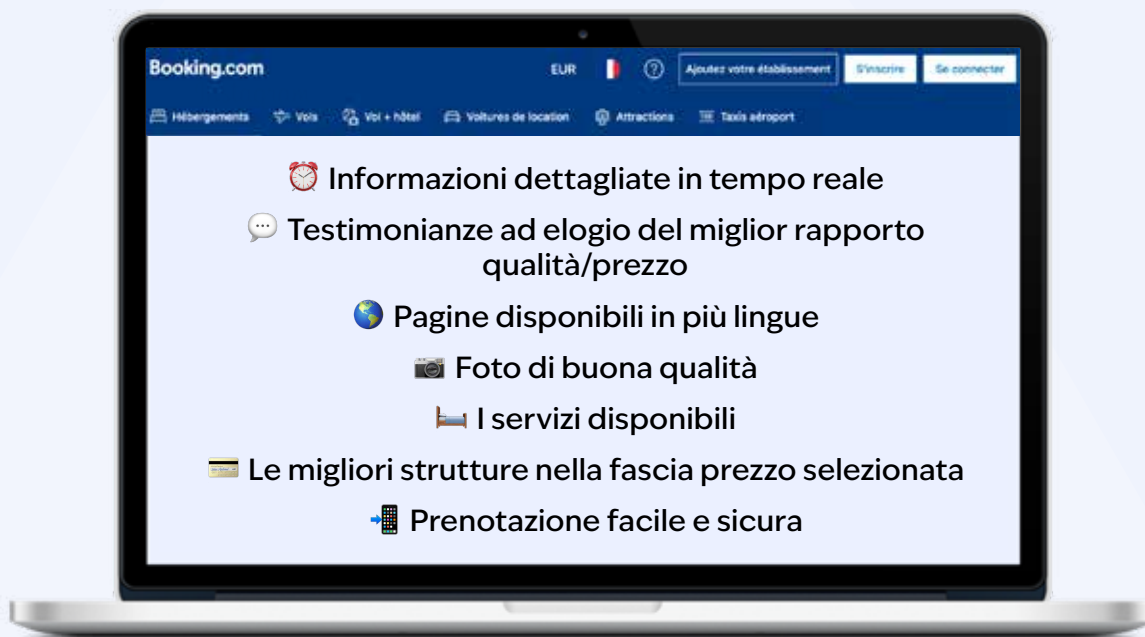 Booking.com
EUR
Ajoutez votre établissement
S'inscrire
Se connecter
Hébergements
Vols
Vol + hôtel
Voitures de location
Attractions
Taxis aéroport
Informazioni dettagliate in tempo reale
Testimonianze ad elogio del miglior rapporto
qualità/prezzo
Pagine disponibili in più lingue
Foto di buona qualità
I servizi disponibili
Le migliori strutture nella fascia prezzo selezionata
Prenotazione facile e sicura